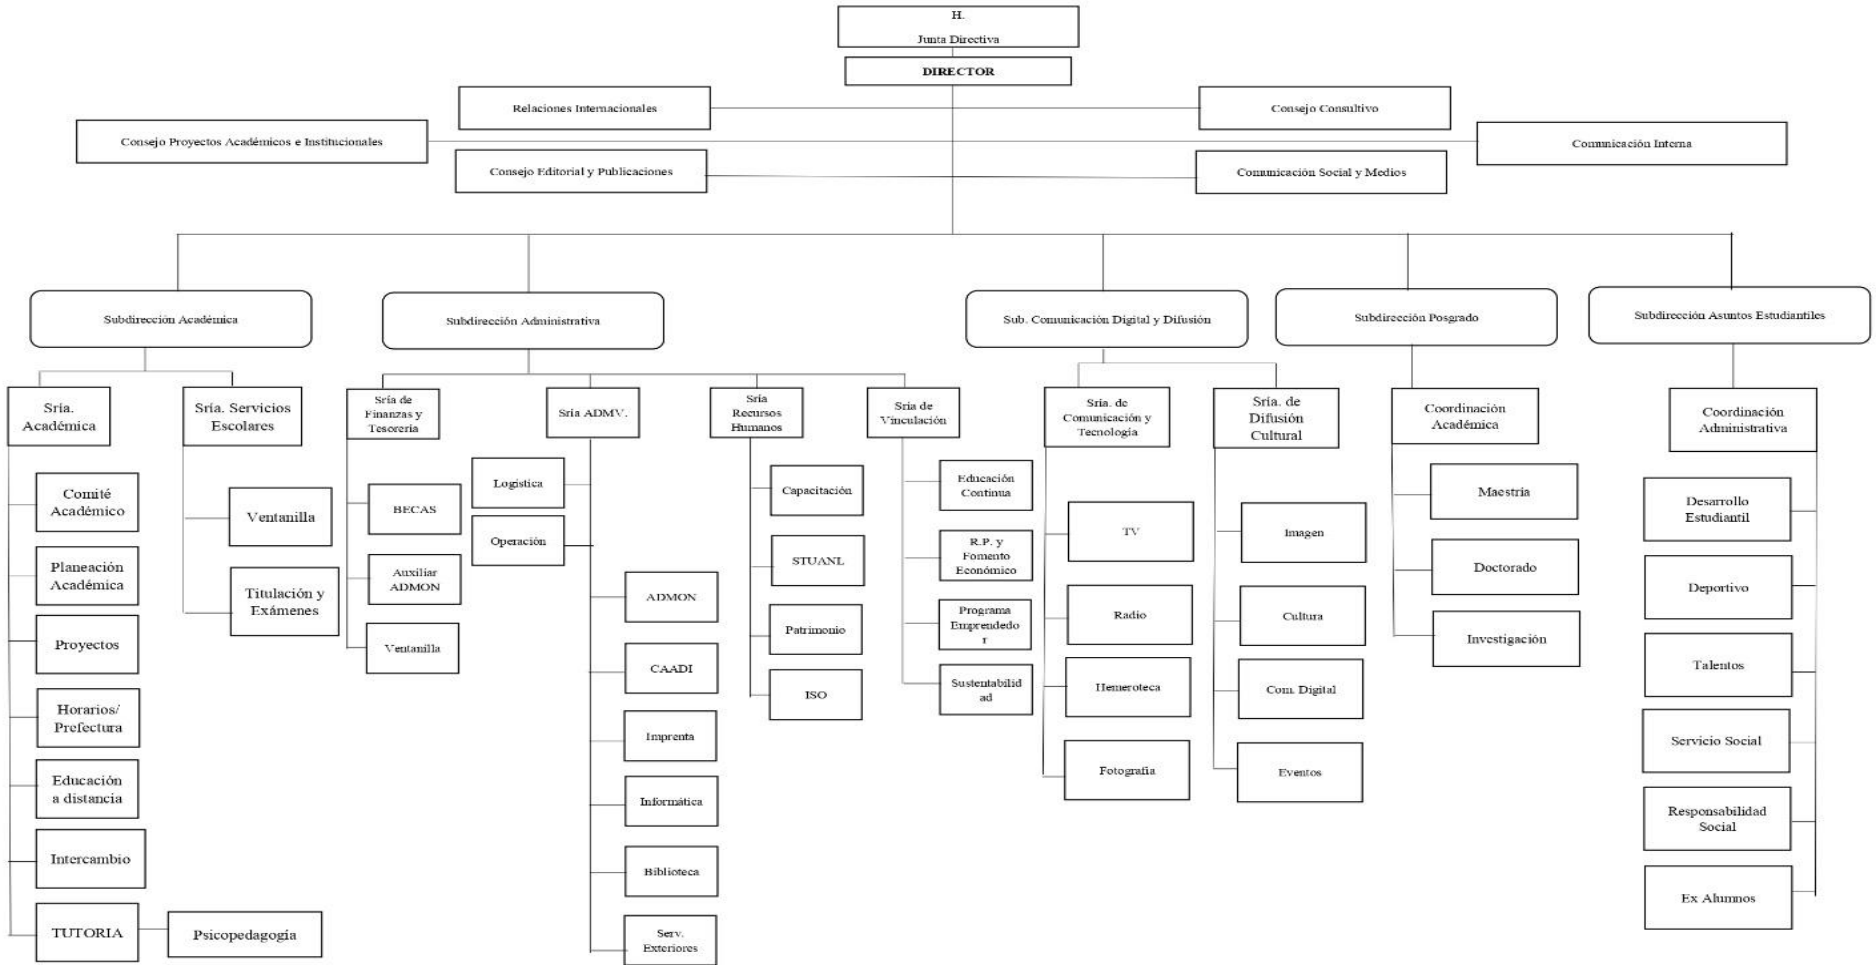 H.
Junta Directiva
DIRECTOR
Relaciones Internacionales
Consejo Consultivo
Consejo Proyectos Académicos e Institucionales
Comunicación Interna
Consejo Editorial y Publicaciones
Comunicación Social y Medios
Subdirección Académica
Subdirección Administrativa
Sub. Comunicación Digital y Difusión
Subdirección Posgrado
Subdirección Asuntos Estudiantiles
Sría.
Académica
Comité
Académico
Planeación
Académica
Proyectos
Horarios/
Prefectura
Educación
a distancia
Intercambio
TUTORIA
Psicopedagogía
Sría. Servicios
Escolares
Ventanilla
Titulación y
Exámenes
Sría de
Finanzas y
Tesorería
BECAS
Auxiliar
ADMON
Ventanilla
Sría ADMV.
Logística
Operación
ADMON
CAADI
Imprenta
Informática
Biblioteca
Serv.
Exteriores
Sría
Recursos
Humanos
Capacitación
STUANL
Patrimonio
ISO
Sría de
Vinculación
Educación
Continua
R.P. y
Fomento
Económico
Programa
Emprendedo
r
Sustentabilid
ad
Sría. de
Comunicación y
Tecnología
TV
Radio
Hemeroteca
Fotografía
Sría. de
Difusión
Cultural
Imagen
Cultura
Com. Digital
Eventos
Coordinación
Académica
Maestría
Doctorado
Investigación
Coordinación
Administrativa
Desarrollo
Estudiantil
Deportivo
Talentos
Servicio Social
Responsabilidad
Social
Ex Alumnos